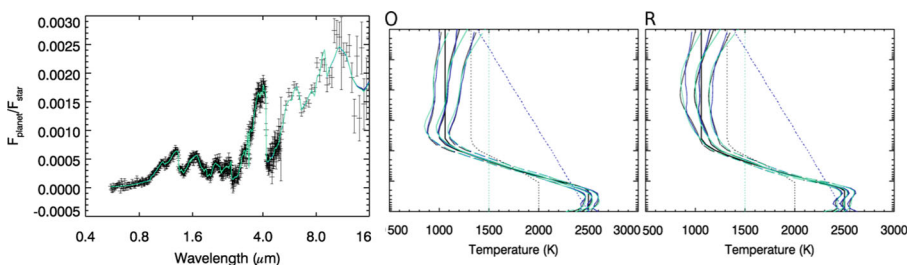 O
R
0.0030
0.0025
0.0020
0.0015
0.0010
0.0005
0.0000
-0.0005
F_planet/F_star
0.4 0.8 1.6 4.0 8.0 16
Wavelength (μm)
500 1000 1500 2000 2500 3000
Temperature (K)
500 1000 1500 2000 2500 3000
Temperature (K)